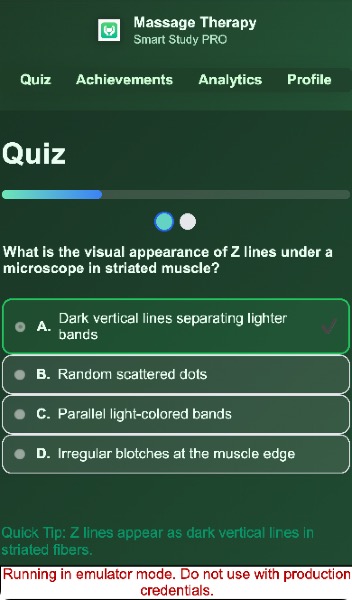 Massage Therapy
Smart Study PRO
Quiz Achievements Analytics Profile
Quiz
What is the visual appearance of Z lines under a
microscope in striated muscle?
A. Dark vertical lines separating lighter
bands
B. Random scattered dots
C. Parallel light-colored bands
D. Irregular blotches at the muscle edge
Quick Tip: Z lines appear as dark vertical lines in
striated fibers.
Running in emulator mode. Do not use with production
credentials.